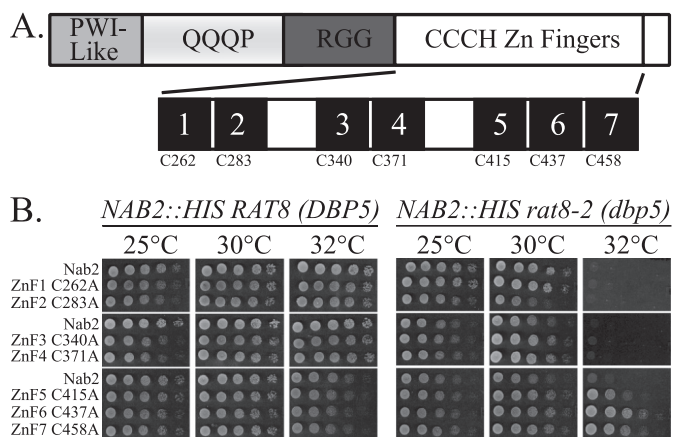 A.
PWI-Like QQQP RGG CCCH Zn Fingers
1 2 3 4 5 6 7
C262 C283 C340 C371 C415 C437 C458
B.
NAB2::HIS RAT8 (DBP5) NAB2::HIS rat8-2 (dbp5)
25°C 30°C 32°C 25°C 30°C 32°C
Nab2
ZnF1 C262A
ZnF2 C283A
Nab2
ZnF3 C340A
ZnF4 C371A
Nab2
ZnF5 C415A
ZnF6 C437A
ZnF7 C458A